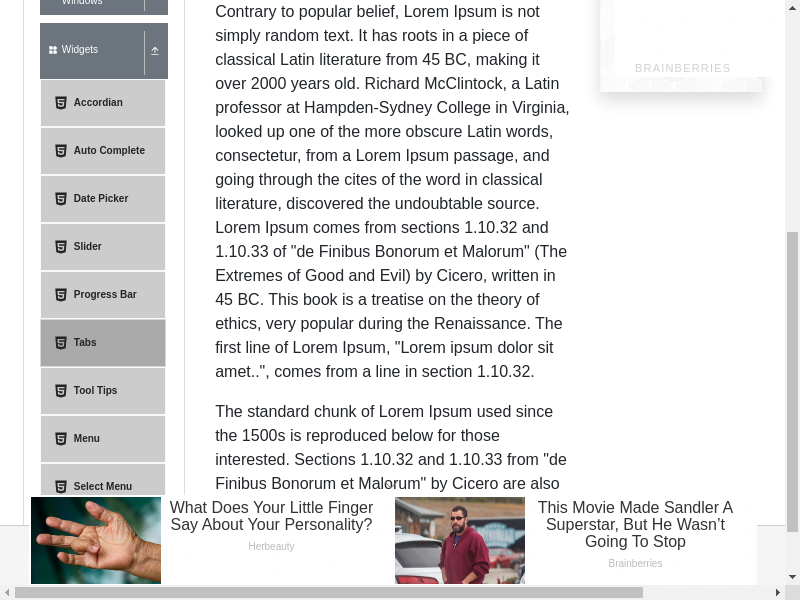 Windows
Widgets
Accordian
Auto Complete
Date Picker
Slider
Progress Bar
Tabs
Tool Tips
Menu
Select Menu
Contrary to popular belief, Lorem Ipsum is not
simply random text. It has roots in a piece of
classical Latin literature from 45 BC, making it
over 2000 years old. Richard McClintock, a Latin
professor at Hampden-Sydney College in Virginia,
looked up one of the more obscure Latin words,
consectetur, from a Lorem Ipsum passage, and
going through the cites of the word in classical
literature, discovered the undoubtable source.
Lorem Ipsum comes from sections 1.10.32 and
1.10.33 of "de Finibus Bonorum et Malorum" (The
Extremes of Good and Evil) by Cicero, written in
45 BC. This book is a treatise on the theory of
ethics, very popular during the Renaissance. The
first line of Lorem Ipsum, "Lorem ipsum dolor sit
amet..", comes from a line in section 1.10.32.
The standard chunk of Lorem Ipsum used since
the 1500s is reproduced below for those
interested. Sections 1.10.32 and 1.10.33 from "de
Finibus Bonorum et Malorum" by Cicero are also
BRAINBERRIES
What Does Your Little Finger
Say About Your Personality?
Herbeauty
This Movie Made Sandler A
Superstar, But He Wasn’t
Going To Stop
Brainberries